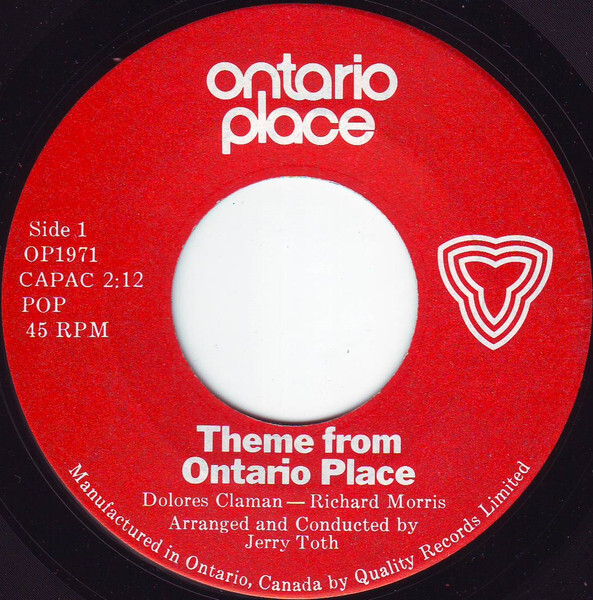 ontario
place
Side 1
OP1971
CAPAC 2:12
POP
45 RPM
Theme from
Ontario Place
Dolores Claman — Richard Morris
Arranged and Conducted by
Jerry Toth
Manufactured in Ontario, Canada by Quality Records Limited